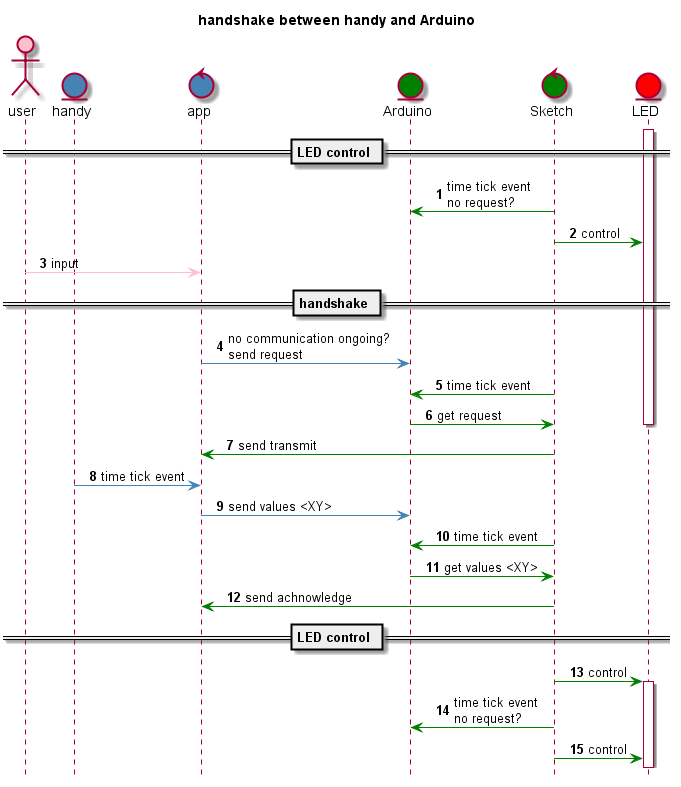 handshake between handy and Arduino
user
handy
app
Arduino
Sketch
LED
LED control
1 time tick event
no request?
2 control
3 input
handshake
4 no communication ongoing?
send request
5 time tick event
6 get request
7 send transmit
8 time tick event
9 send values <XY>
10 time tick event
11 get values <XY>
12 send achnowledge
LED control
13 control
14 time tick event
no request?
15 control